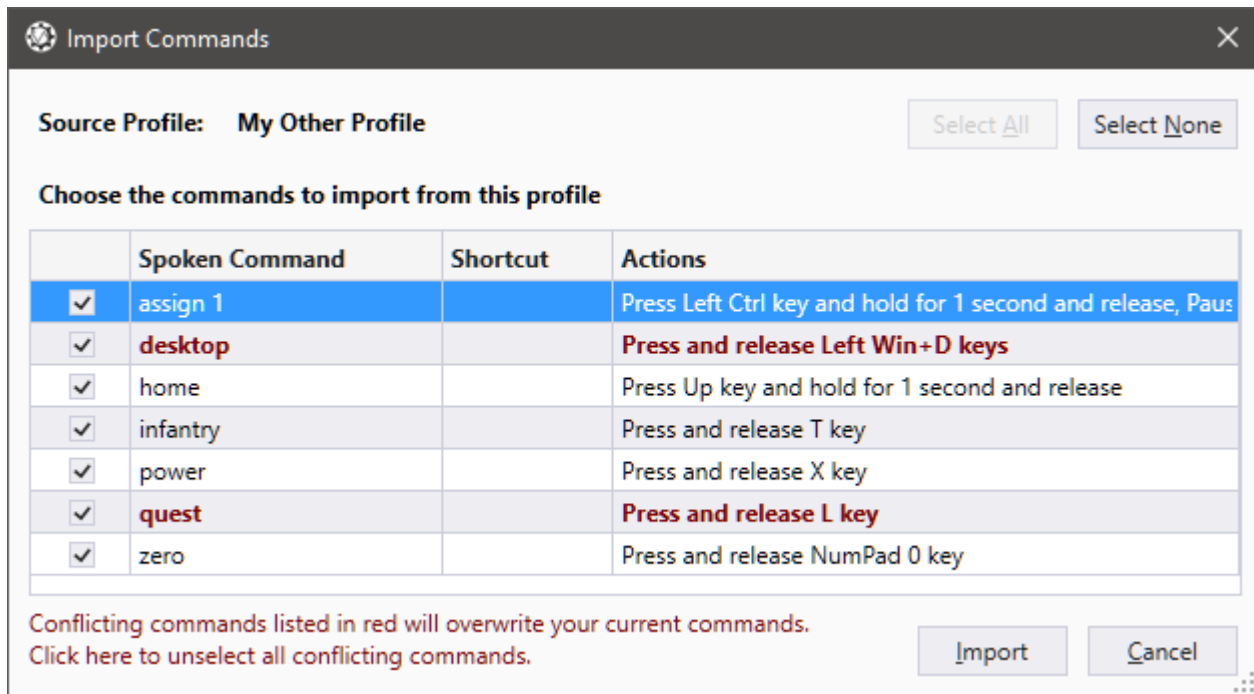 Import Commands
Source Profile: My Other Profile
Select All
Select None
Choose the commands to import from this profile
Spoken Command Shortcut Actions
assign 1 Press Left Ctrl key and hold for 1 second and release, Paus
desktop Press and release Left Win+D keys
home Press Up key and hold for 1 second and release
infantry Press and release T key
power Press and release X key
quest Press and release L key
zero Press and release NumPad 0 key
Conflicting commands listed in red will overwrite your current commands.
Click here to unselect all conflicting commands.
Import
Cancel